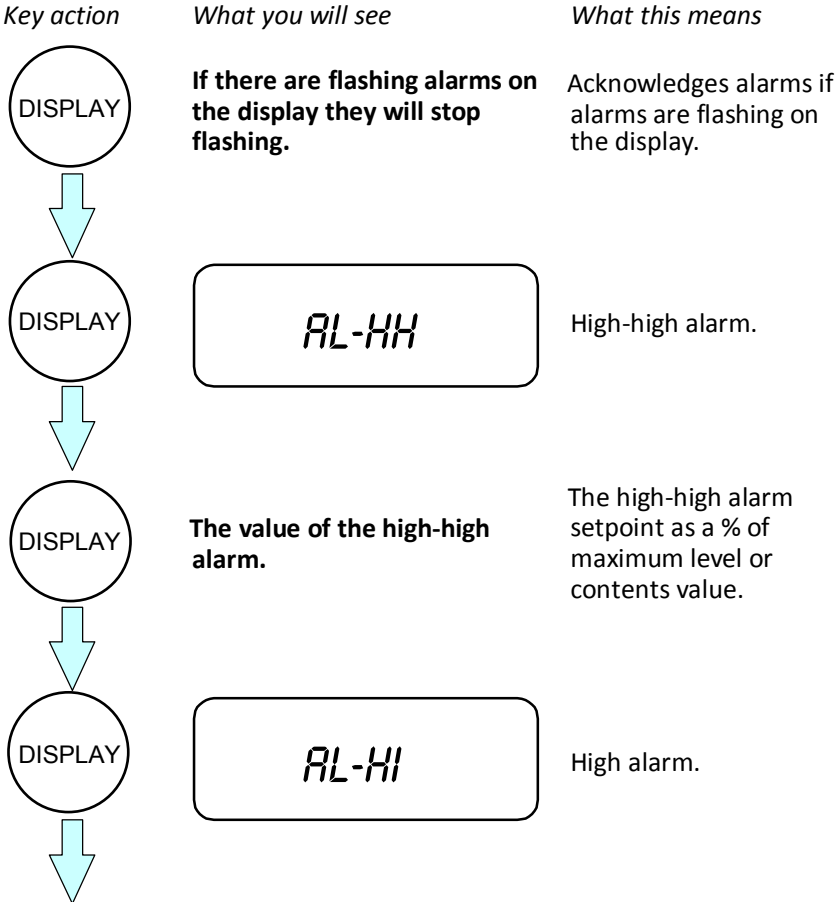 Key action What you will see What this means
DISPLAY
If there are flashing alarms on
the display they will stop
flashing.
Acknowledges alarms if
alarms are flashing on
the display.
DISPLAY
AL-HH
High-high alarm.
DISPLAY
The value of the high-high
alarm.
The high-high alarm
setpoint as a % of
maximum level or
contents value.
DISPLAY
AL-HI
High alarm.